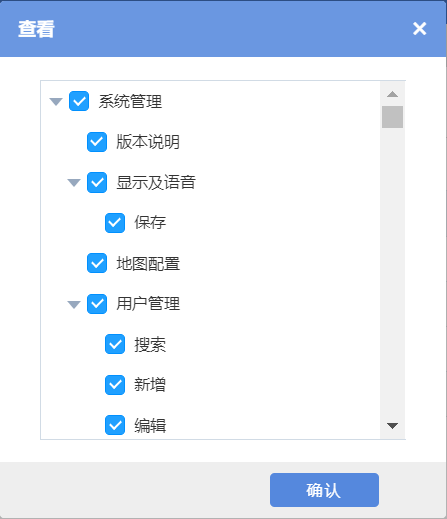 查看
系统管理
版本说明
显示及语音
保存
地图配置
用户管理
搜索
新增
编辑
确认